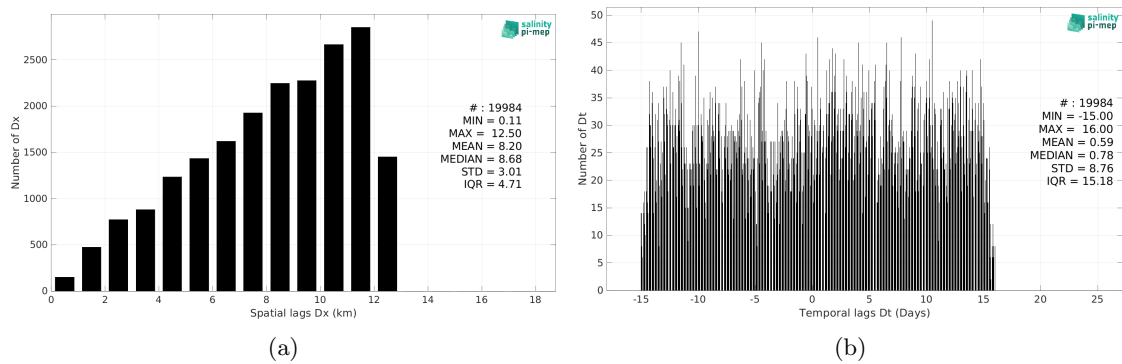 salinity
pi-mep
2500
2000
1500
1000
500
0
Number of Dx
# : 19984
MIN = 0.11
MAX = 12.50
MEAN = 8.20
MEDIAN = 8.68
STD = 3.01
IQR = 4.71
0 2 4 6 8 10 12 14 16 18
Spatial lags Dx (km)
(a)
salinity
pi-mep
50
45
40
35
30
25
20
15
10
5
0
Number of Dt
# : 19984
MIN = -15.00
MAX = 16.00
MEAN = 0.59
MEDIAN = 0.78
STD = 8.76
IQR = 15.18
-15 -10 -5 0 5 10 15 20 25
Temporal lags Dt (Days)
(b)